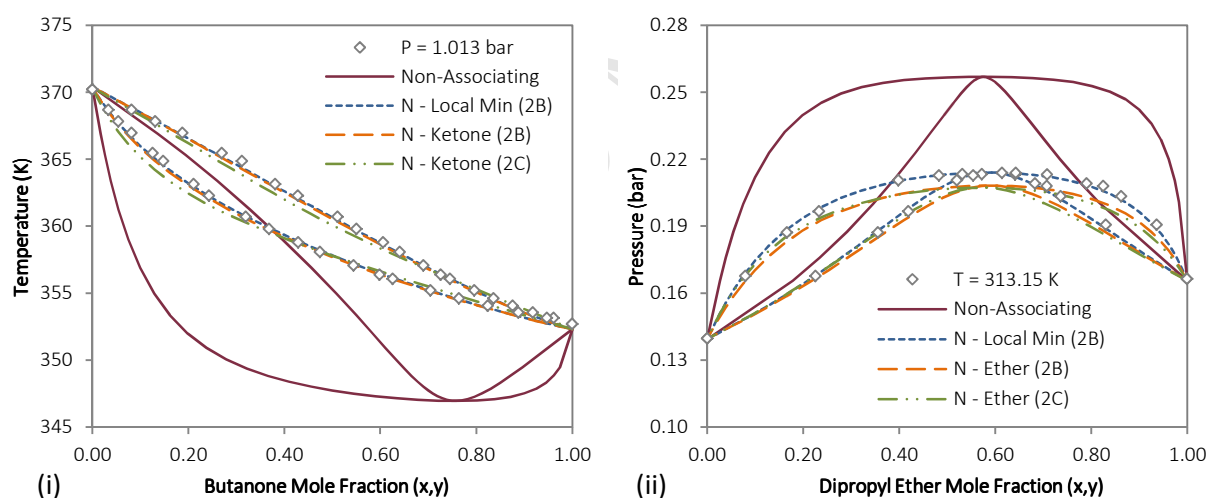 375
370
365
360
355
350
345
Temperature (K)
P = 1.013 bar
Non-Associating
N - Local Min (2B)
N - Ketone (2B)
N - Ketone (2C)
0.00 0.20 0.40 0.60 0.80 1.00
Butanone Mole Fraction (x,y)
(i)
0.28
0.25
0.22
0.19
0.16
0.13
0.10
Pressure (bar)
T = 313.15 K
Non-Associating
N - Local Min (2B)
N - Ether (2B)
N - Ether (2C)
0.00 0.20 0.40 0.60 0.80 1.00
Dipropyl Ether Mole Fraction (x,y)
(ii)